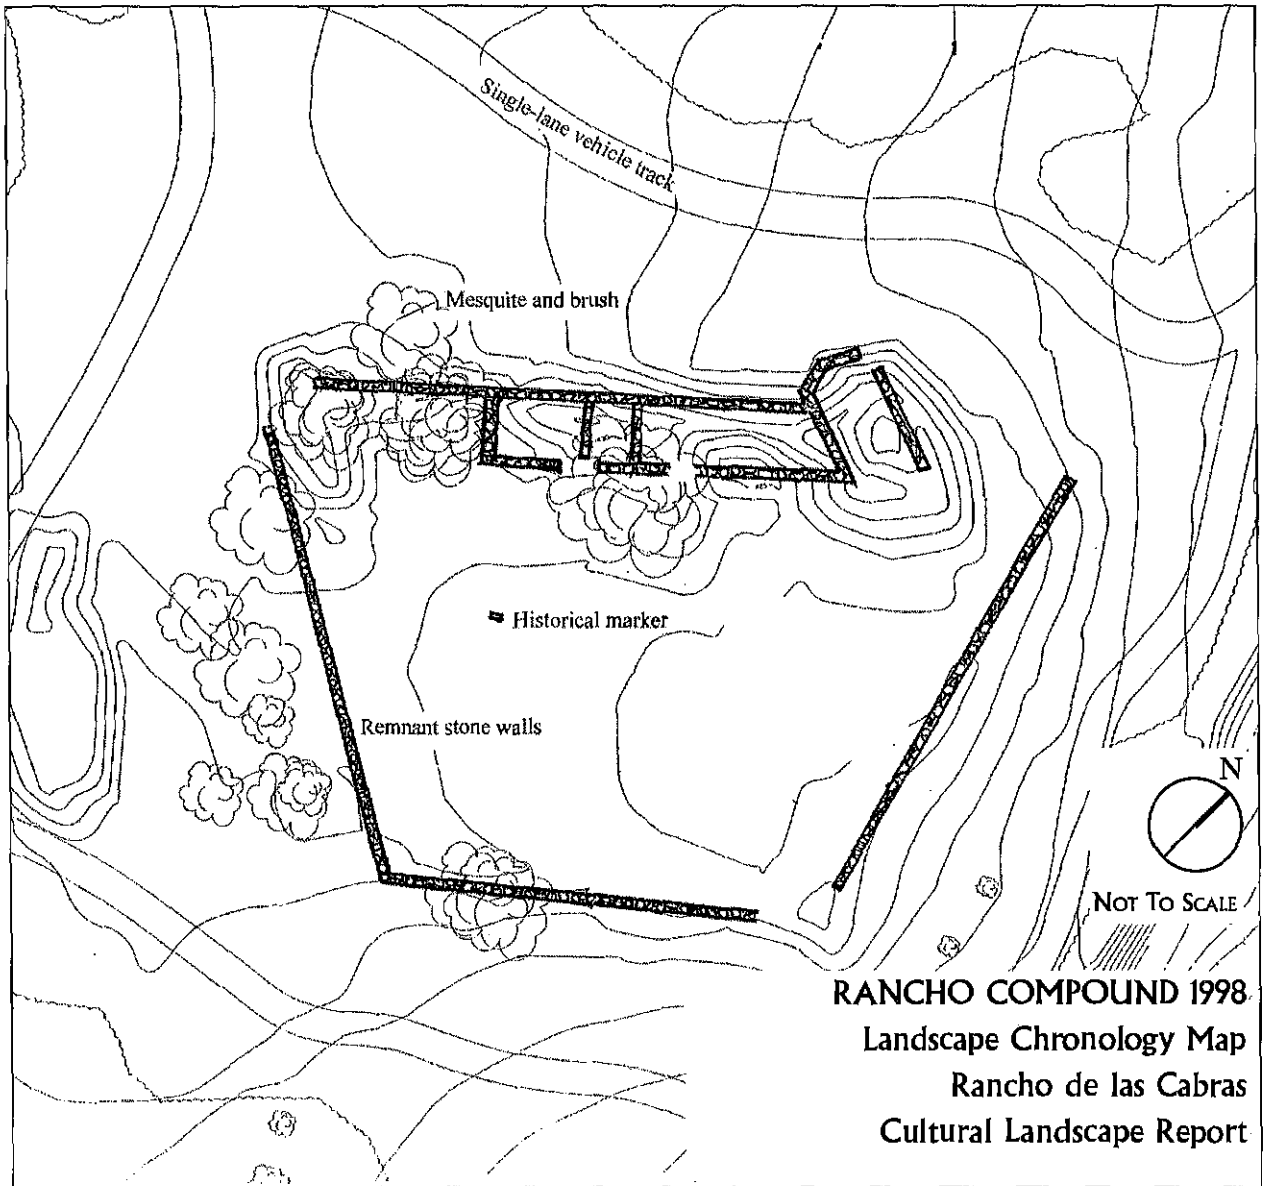 Single-lane vehicle track
Mesquite and brush
Historical marker
Remnant stone walls
N
NOT TO SCALE
RANCHO COMPOUND 1998
Landscape Chronology Map
Rancho de las Cabras
Cultural Landscape Report